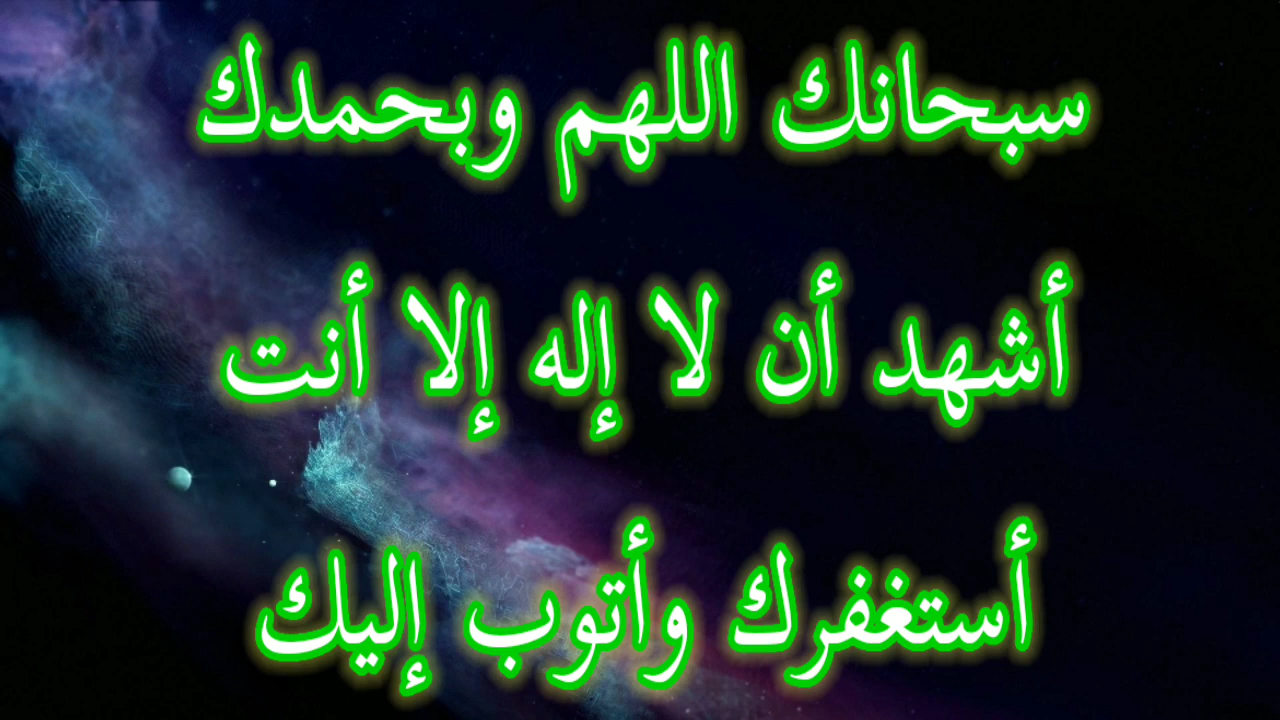 سبحانك اللهم وبحمدك
أشهد أن لا إله إلا أنت
أستغفرك وأتوب إليك